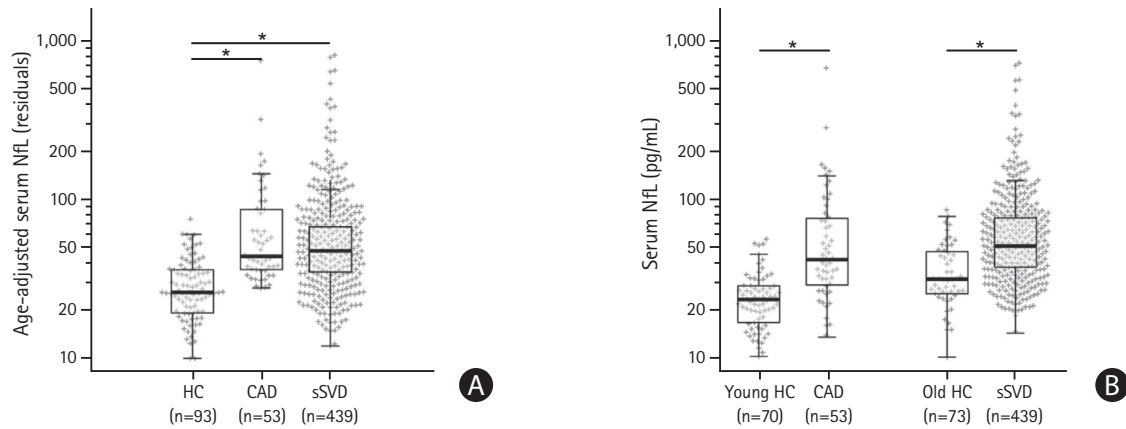 Age-adjusted serum NfL (residuals)
1,000
500
200
100
50
20
10
*
*
HC
(n=93)
CAD
(n=53)
sSVD
(n=439)
A
Serum NfL (pg/mL)
1,000
500
200
100
50
20
10
*
*
Young HC
(n=70)
CAD
(n=53)
Old HC
(n=73)
sSVD
(n=439)
B